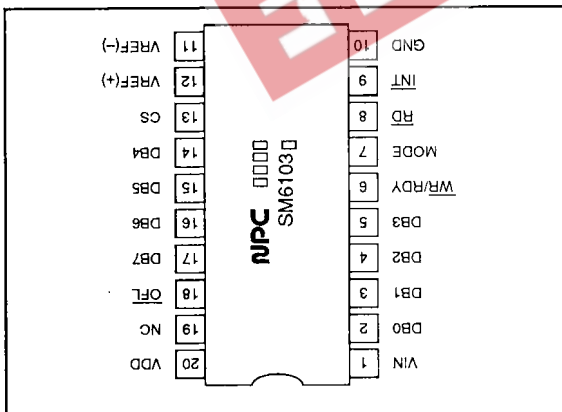 VIN 1 20 VDD
DB0 2 19 NC
DB1 3 18 OFL
DB2 4 17 DB7
DB3 5 16 DB6
WR/RDY 6 15 DB5
MODE 7 14 DB4
RD 8 13 CS
INT 9 12 VREF(+)
GND 10 11 VREF(−)
NPC □□□□
SM6103□